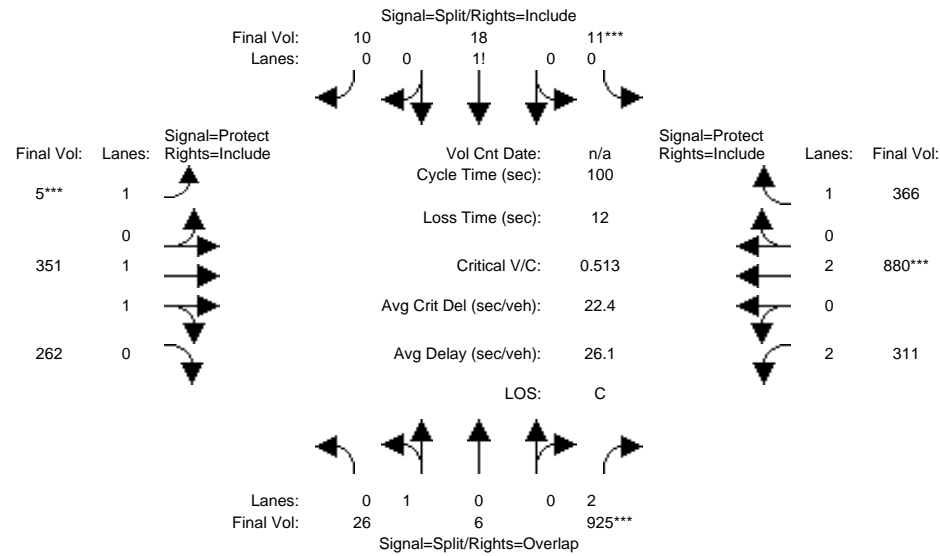 Signal=Split/Rights=Include
Final Vol: 10 18 11***
Lanes: 0 0 1! 0 0
Signal=Protect Signal=Protect
Final Vol: Lanes: Rights=Include Vol Cnt Date: n/a Rights=Include Lanes: Final Vol:
Cycle Time (sec): 100
5*** 1 1 366
Loss Time (sec): 12
0 0
351 1 Critical V/C: 0.513 2 880***
1 Avg Crit Del (sec/veh): 22.4 0
262 0 Avg Delay (sec/veh): 26.1 2 311
LOS: C
Lanes: 0 1 0 0 2
Final Vol: 26 6 925***
Signal=Split/Rights=Overlap